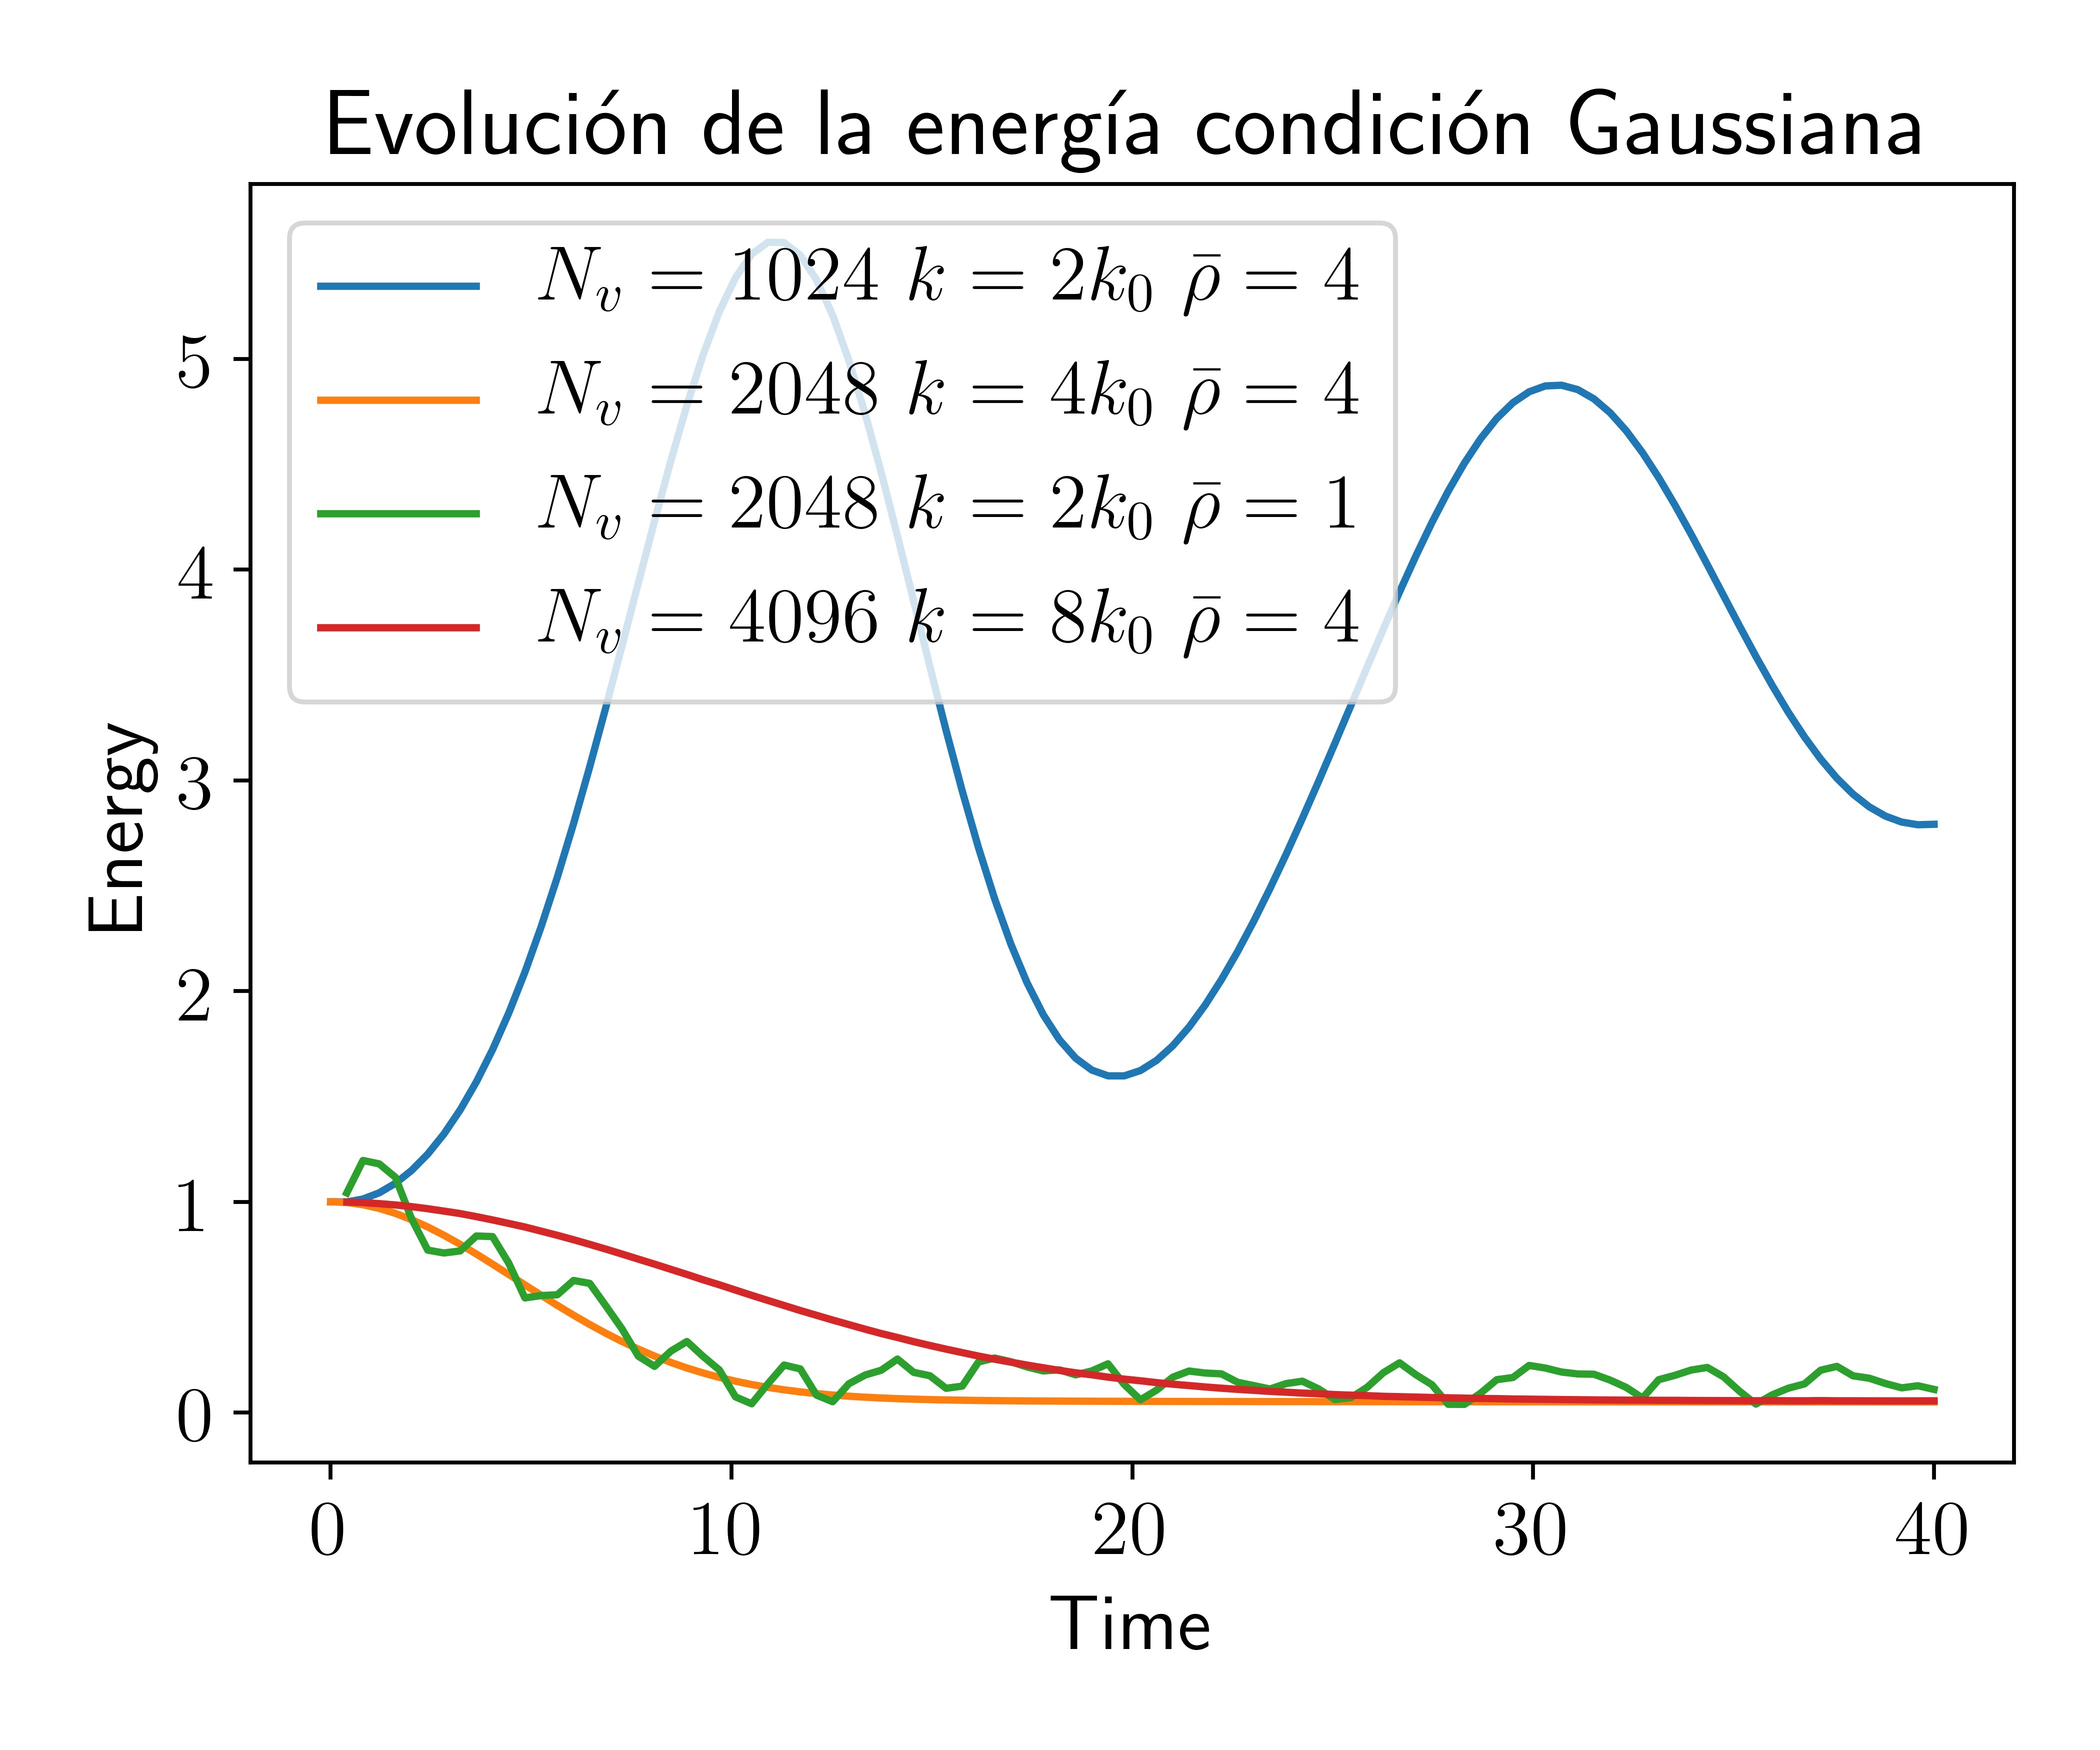 Evolución de la energía condición Gaussiana
N_v = 1024 k = 2k_0 ρ̄ = 4
N_v = 2048 k = 4k_0 ρ̄ = 4
N_v = 2048 k = 2k_0 ρ̄ = 1
N_v = 4096 k = 8k_0 ρ̄ = 4
Energy
5
4
3
2
1
0
0 10 20 30 40
Time